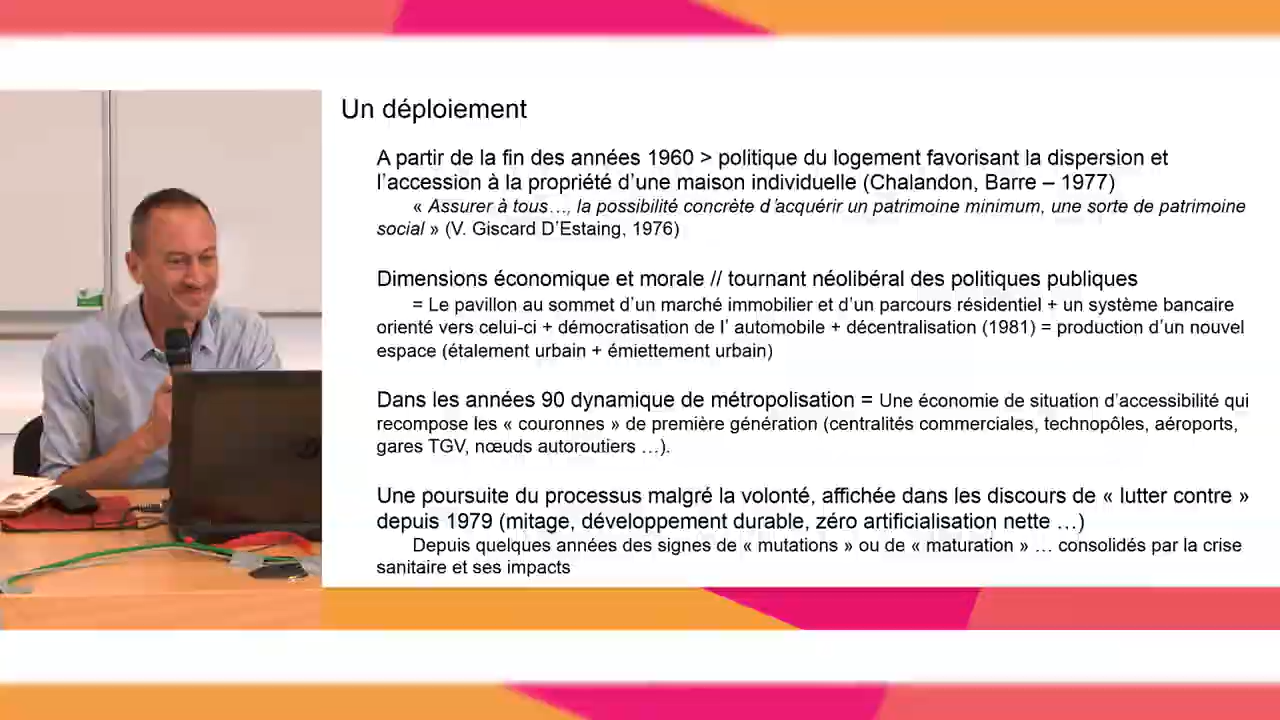 Un déploiement
A partir de la fin des années 1960 > politique du logement favorisant la dispersion et
l’accession à la propriété d’une maison individuelle (Chalandon, Barre – 1977)
« Assurer à tous…, la possibilité concrète d’acquérir un patrimoine minimum, une sorte de patrimoine
social » (V. Giscard D’Estaing, 1976)
Dimensions économique et morale // tournant néolibéral des politiques publiques
= Le pavillon au sommet d’un marché immobilier et d’un parcours résidentiel + un système bancaire
orienté vers celui-ci + démocratisation de l’ automobile + décentralisation (1981) = production d’un nouvel
espace (étalement urbain + émiettement urbain)
Dans les années 90 dynamique de métropolisation = Une économie de situation d’accessibilité qui
recompose les « couronnes » de première génération (centralités commerciales, technopôles, aéroports,
gares TGV, nœuds autoroutiers …).
Une poursuite du processus malgré la volonté, affichée dans les discours de « lutter contre »
depuis 1979 (mitage, développement durable, zéro artificialisation nette …)
Depuis quelques années des signes de « mutations » ou de « maturation » … consolidés par la crise
sanitaire et ses impacts